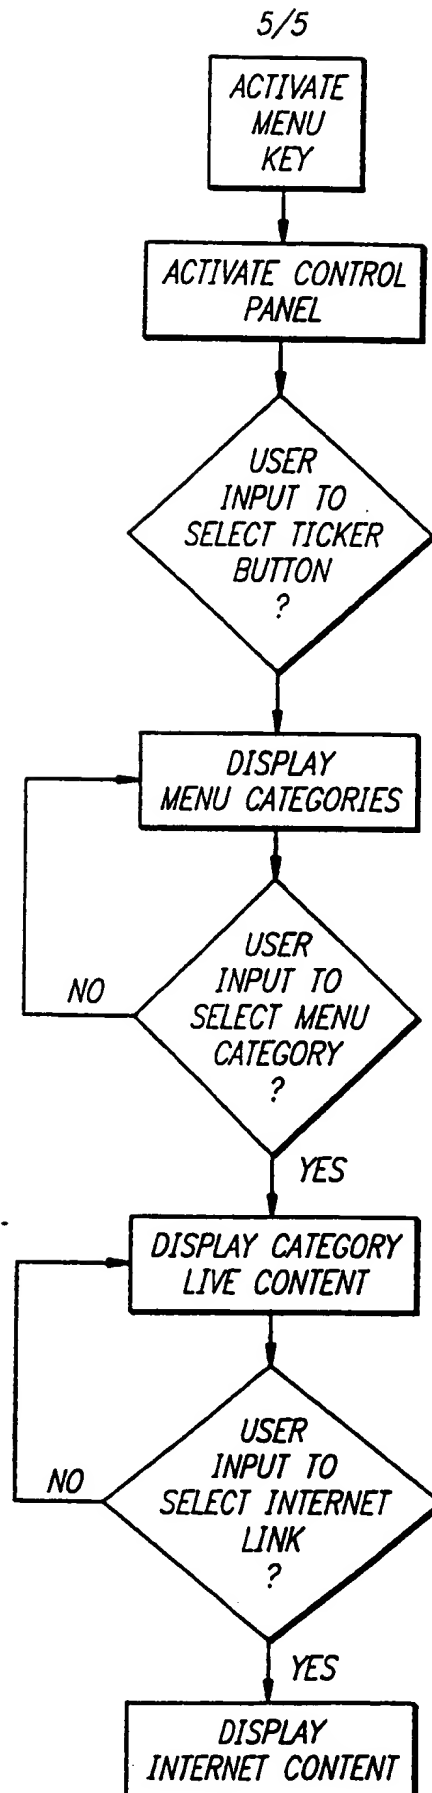 5/5
ACTIVATE
MENU
KEY
ACTIVATE CONTROL
PANEL
USER
INPUT TO
SELECT TICKER
BUTTON
?
DISPLAY
MENU CATEGORIES
USER
INPUT TO
SELECT MENU
CATEGORY
?
NO
YES
DISPLAY CATEGORY
LIVE CONTENT
USER
INPUT TO
SELECT INTERNET
LINK
?
NO
YES
DISPLAY
INTERNET CONTENT